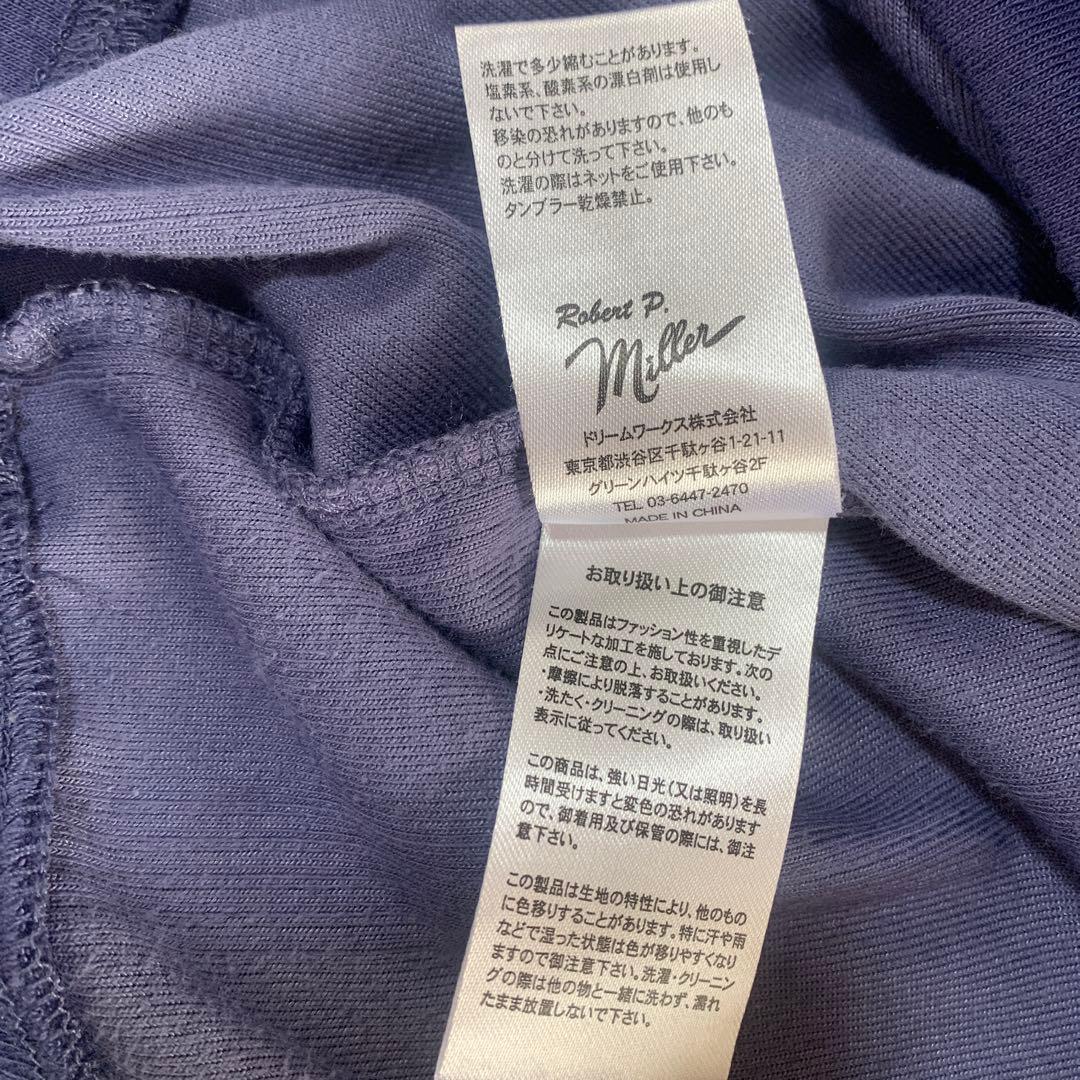 洗濯で多少縮むことがあります。
塩素系、酸素系の漂白剤は使用し
ないで下さい。
移染の恐れがありますので、他のも
のと分けて洗って下さい。
洗濯の際はネットをご使用下さい。
タンブラー乾燥禁止。
Robert P.
Miller
ドリームワークス株式会社
東京都渋谷区千駄ヶ谷1-21-11
グリーンハイツ千駄ヶ谷2F
TEL. 03-6447-2470
MADE IN CHINA
お取り扱い上の御注意
この製品はファッション性を重視したデ
リケートな加工を施しております。次の
点にご注意の上、お取扱いください。
・摩擦により脱落することがあります。
・洗たく・クリーニングの際は、取り扱い
表示に従ってください。
この商品は、強い日光(又は照明)を長
時間受けますと変色の恐れがあります
ので、御着用及び保管の際には、御注
意下さい。
この製品は生地の特性により、他のもの
に色移りすることがあります。特に汗や雨
などで湿った状態は色が移りやすくなり
ますので御注意下さい。洗濯・クリーニン
グの際は他の物と一緒に洗わず、濡れ
たまま放置しないで下さい。